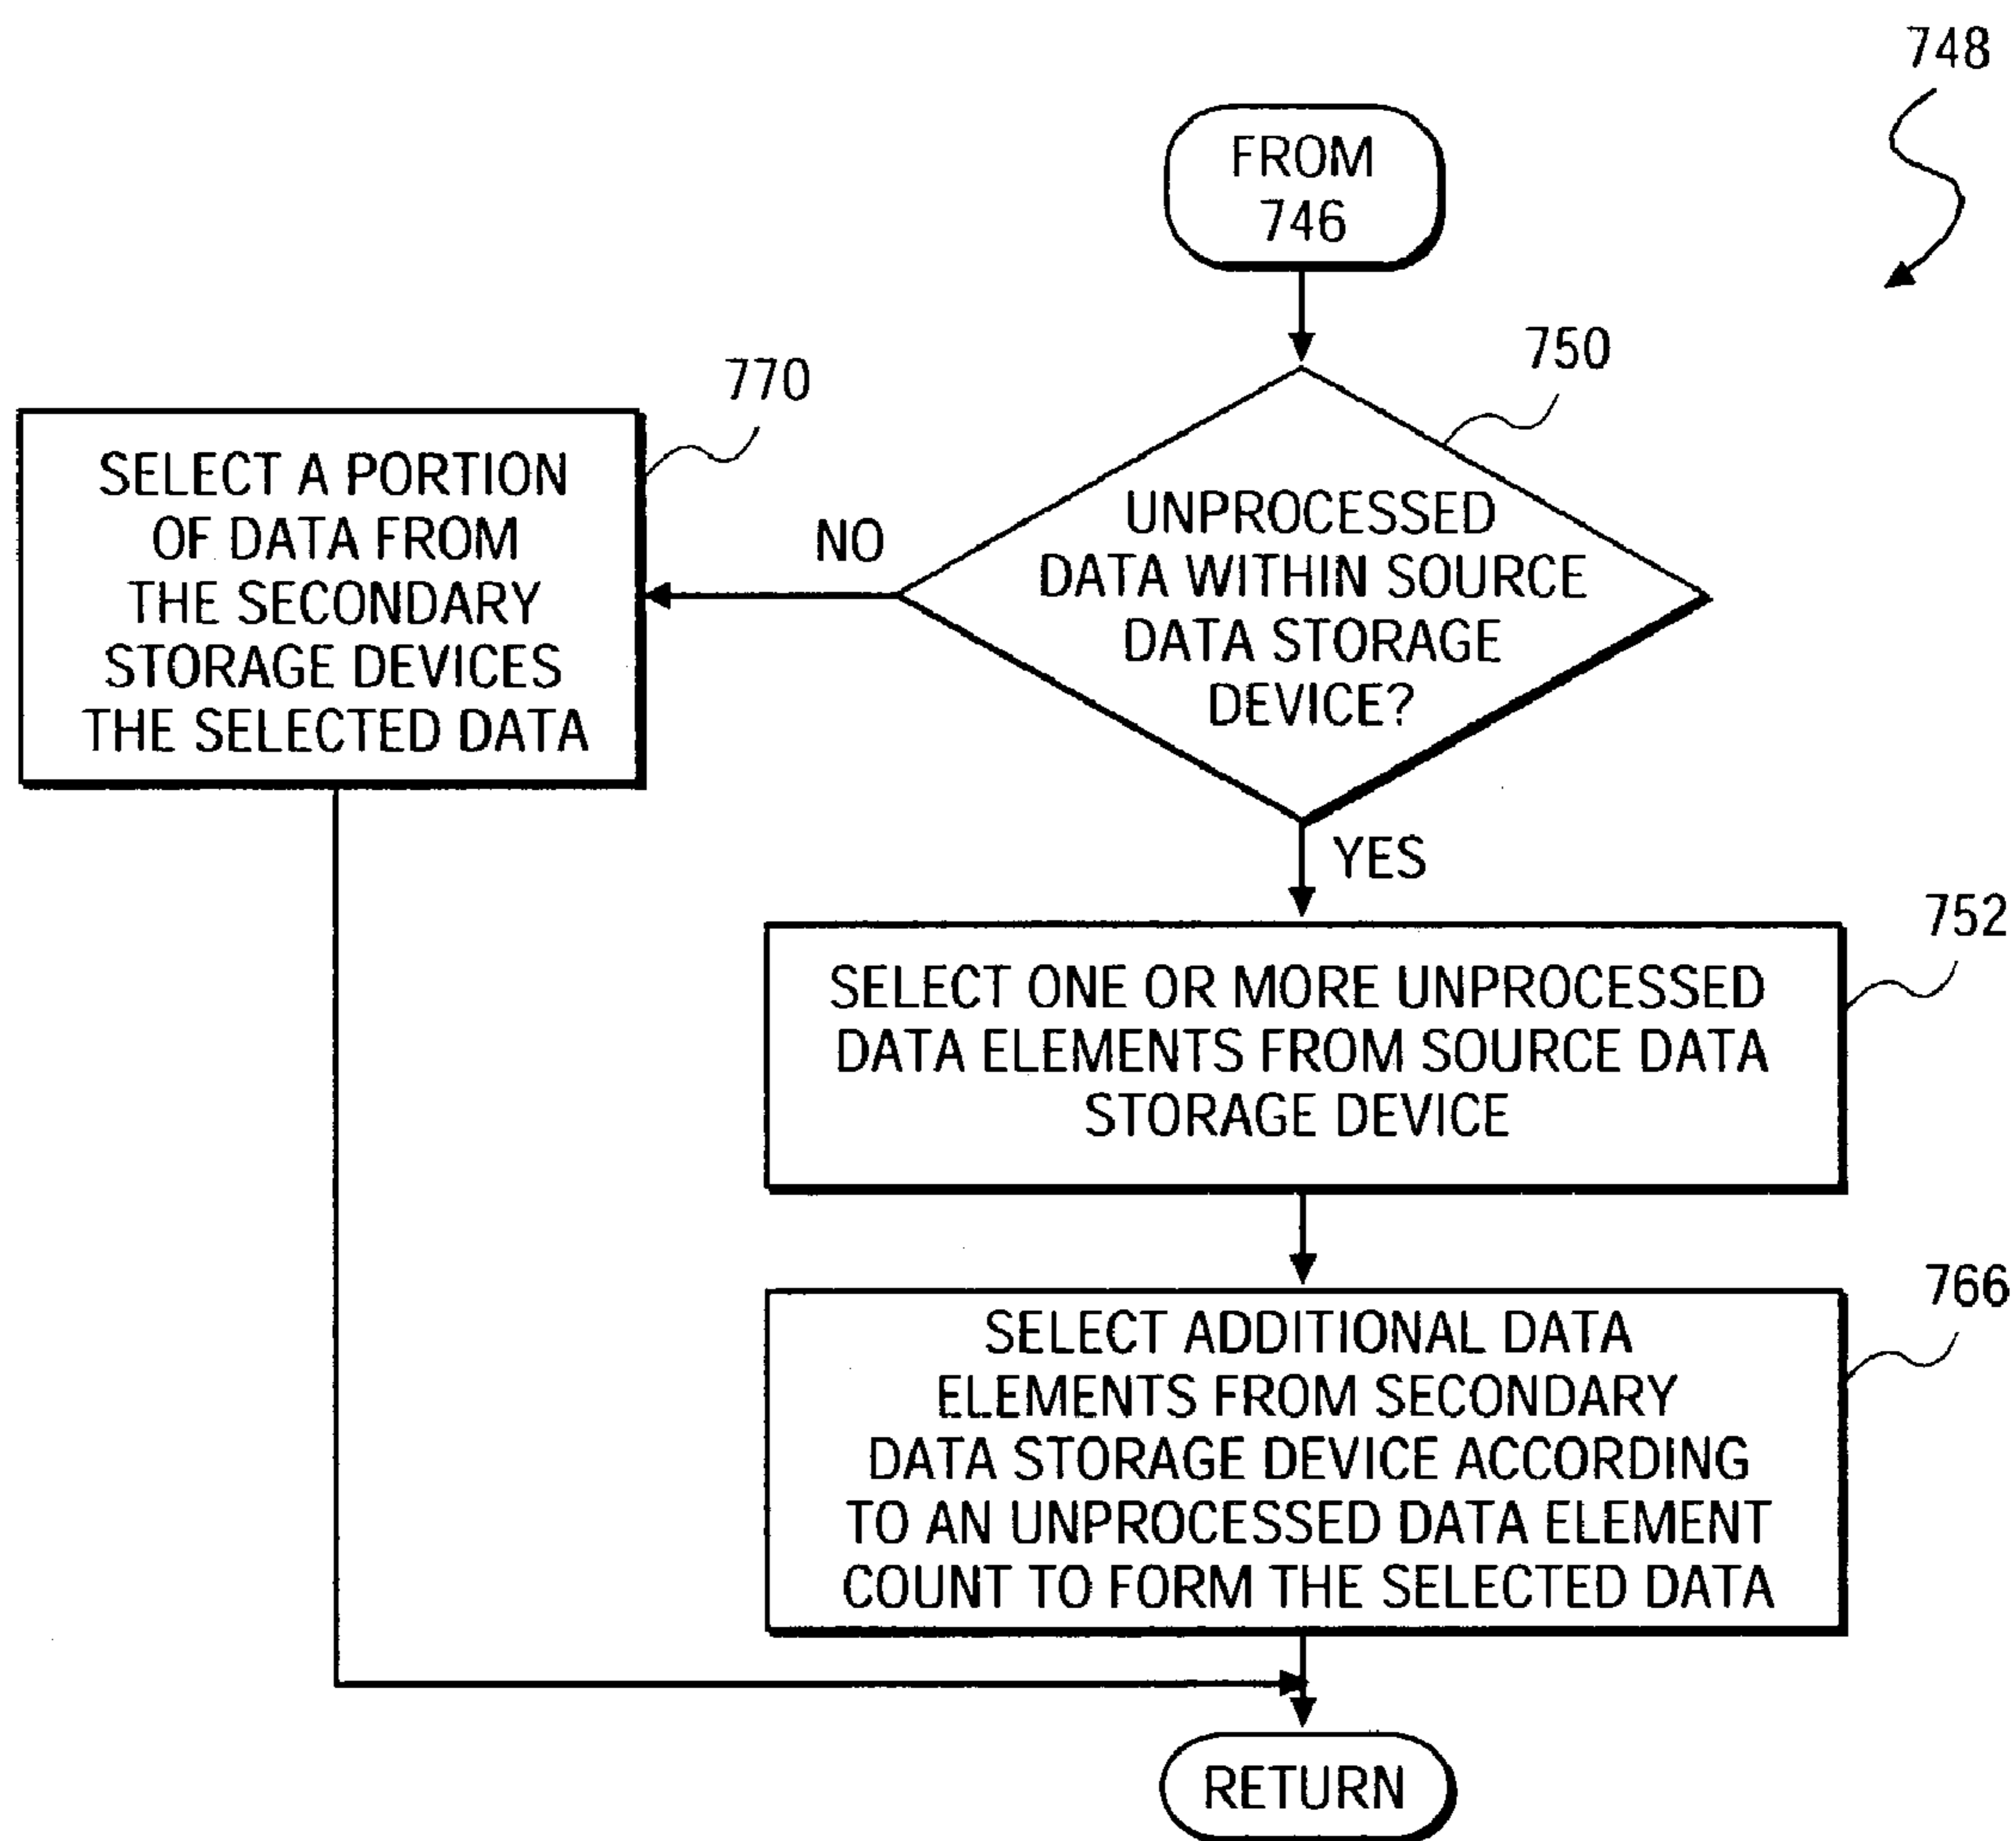 748
FROM
746
750
UNPROCESSED
DATA WITHIN SOURCE
DATA STORAGE
DEVICE?
NO
770
SELECT A PORTION
OF DATA FROM
THE SECONDARY
STORAGE DEVICES
THE SELECTED DATA
YES
752
SELECT ONE OR MORE UNPROCESSED
DATA ELEMENTS FROM SOURCE DATA
STORAGE DEVICE
766
SELECT ADDITIONAL DATA
ELEMENTS FROM SECONDARY
DATA STORAGE DEVICE ACCORDING
TO AN UNPROCESSED DATA ELEMENT
COUNT TO FORM THE SELECTED DATA
RETURN